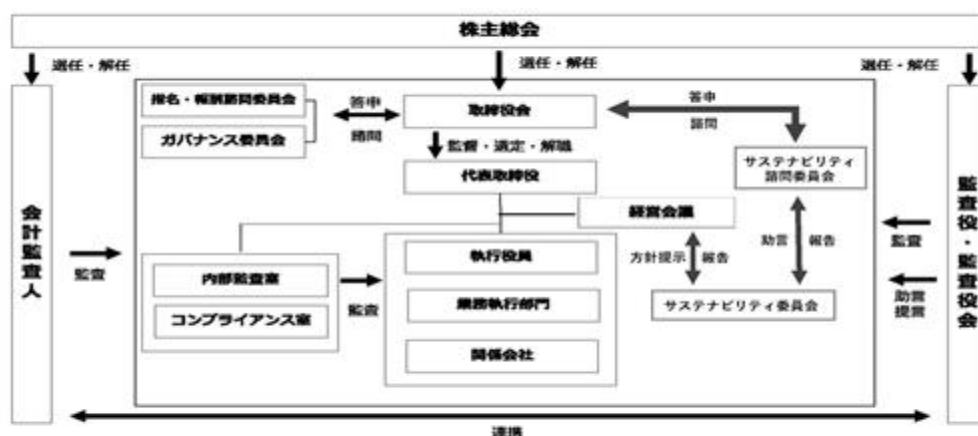 株主総会
選任・解任
選任・解任
選任・解任
指名・報酬諮問委員会
ガバナンス委員会
答申
諮問
取締役会
答申
諮問
監督・選定・解職
代表取締役
サステナビリティ
諮問委員会
経営会議
会計監査人
監査
内部監査室
コンプライアンス室
監査
執行役員
業務執行部門
関係会社
方針提示
報告
助言
報告
サステナビリティ委員会
監査
助言
提言
監査役・監査役会
連携